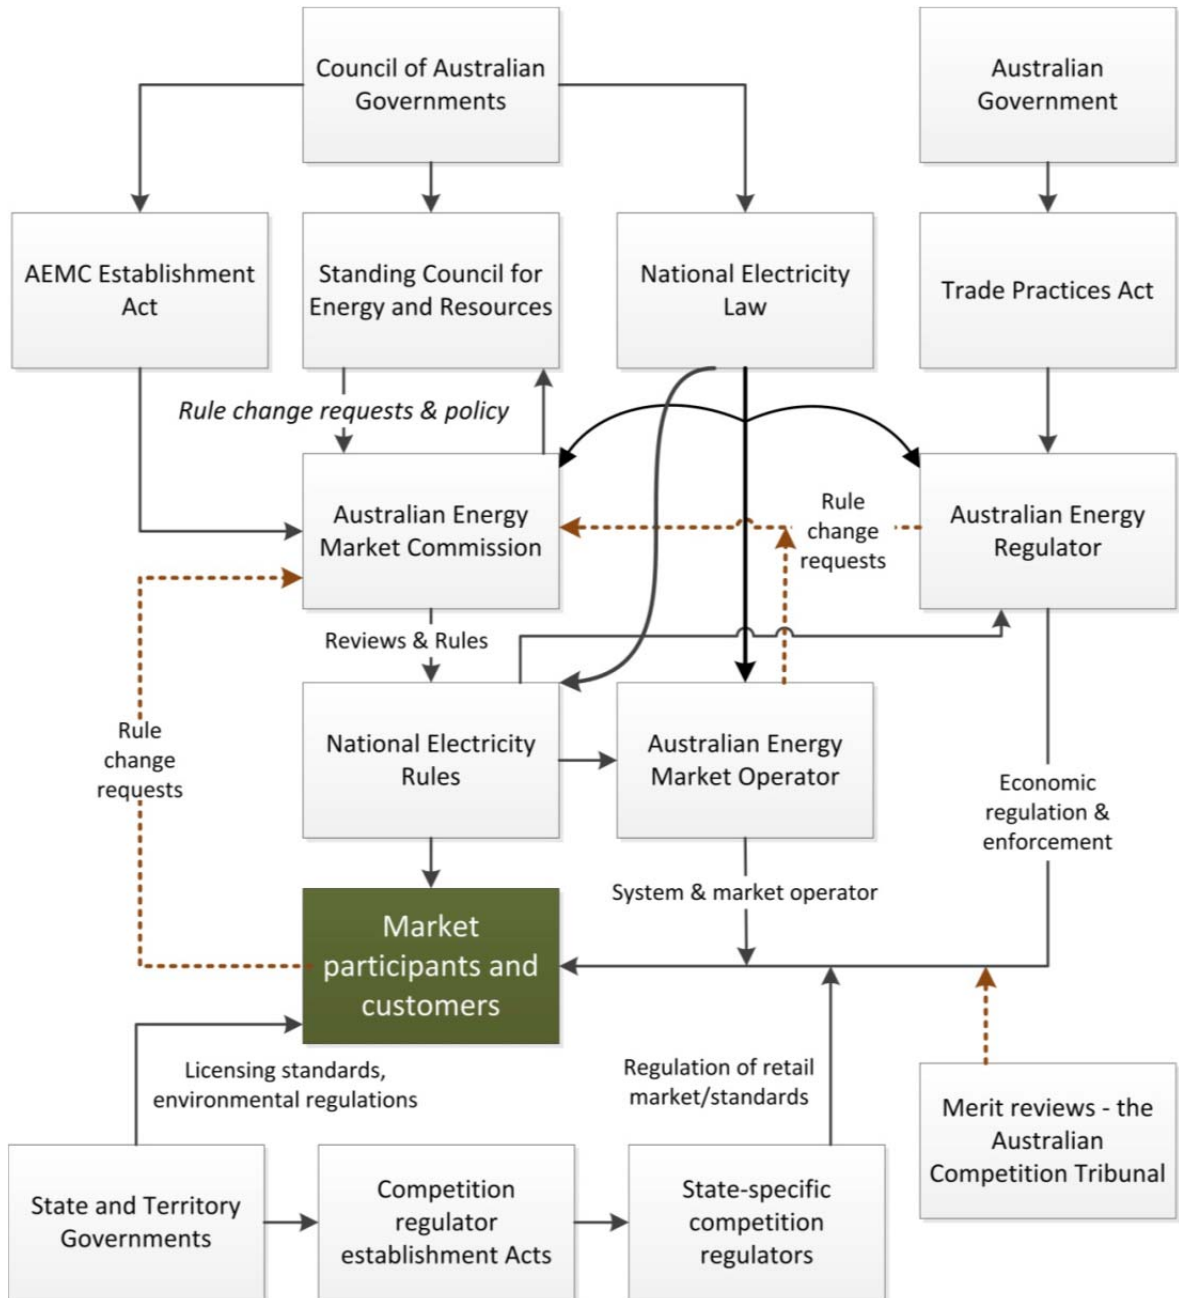 Council of Australian
Governments
Australian
Government
AEMC Establishment
Act
Standing Council for
Energy and Resources
National Electricity
Law
Trade Practices Act
Rule change requests & policy
Australian Energy
Market Commission
Rule
change
requests
Australian Energy
Regulator
Reviews & Rules
Rule
change
requests
National Electricity
Rules
Australian Energy
Market Operator
Economic
regulation &
enforcement
System & market operator
Market
participants and
customers
Licensing standards,
environmental regulations
Regulation of retail
market/standards
Merit reviews - the
Australian
Competition Tribunal
State and Territory
Governments
Competition
regulator
establishment Acts
State-specific
competition
regulators